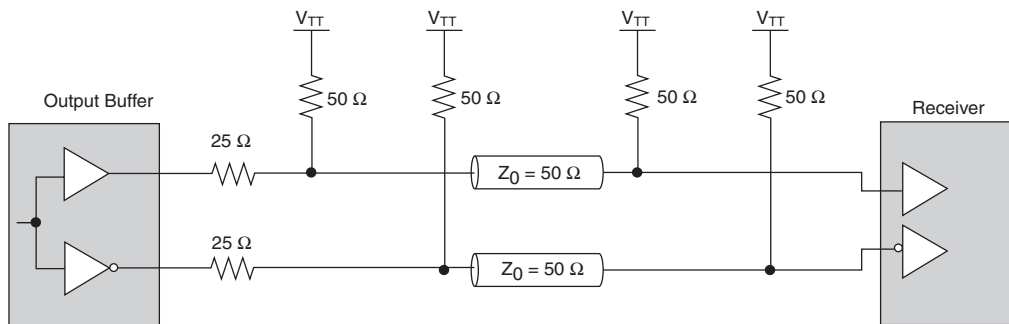 V_TT V_TT V_TT V_TT
50 Ω 50 Ω 50 Ω 50 Ω
Output Buffer
Receiver
25 Ω
Z_0 = 50 Ω
25 Ω
Z_0 = 50 Ω